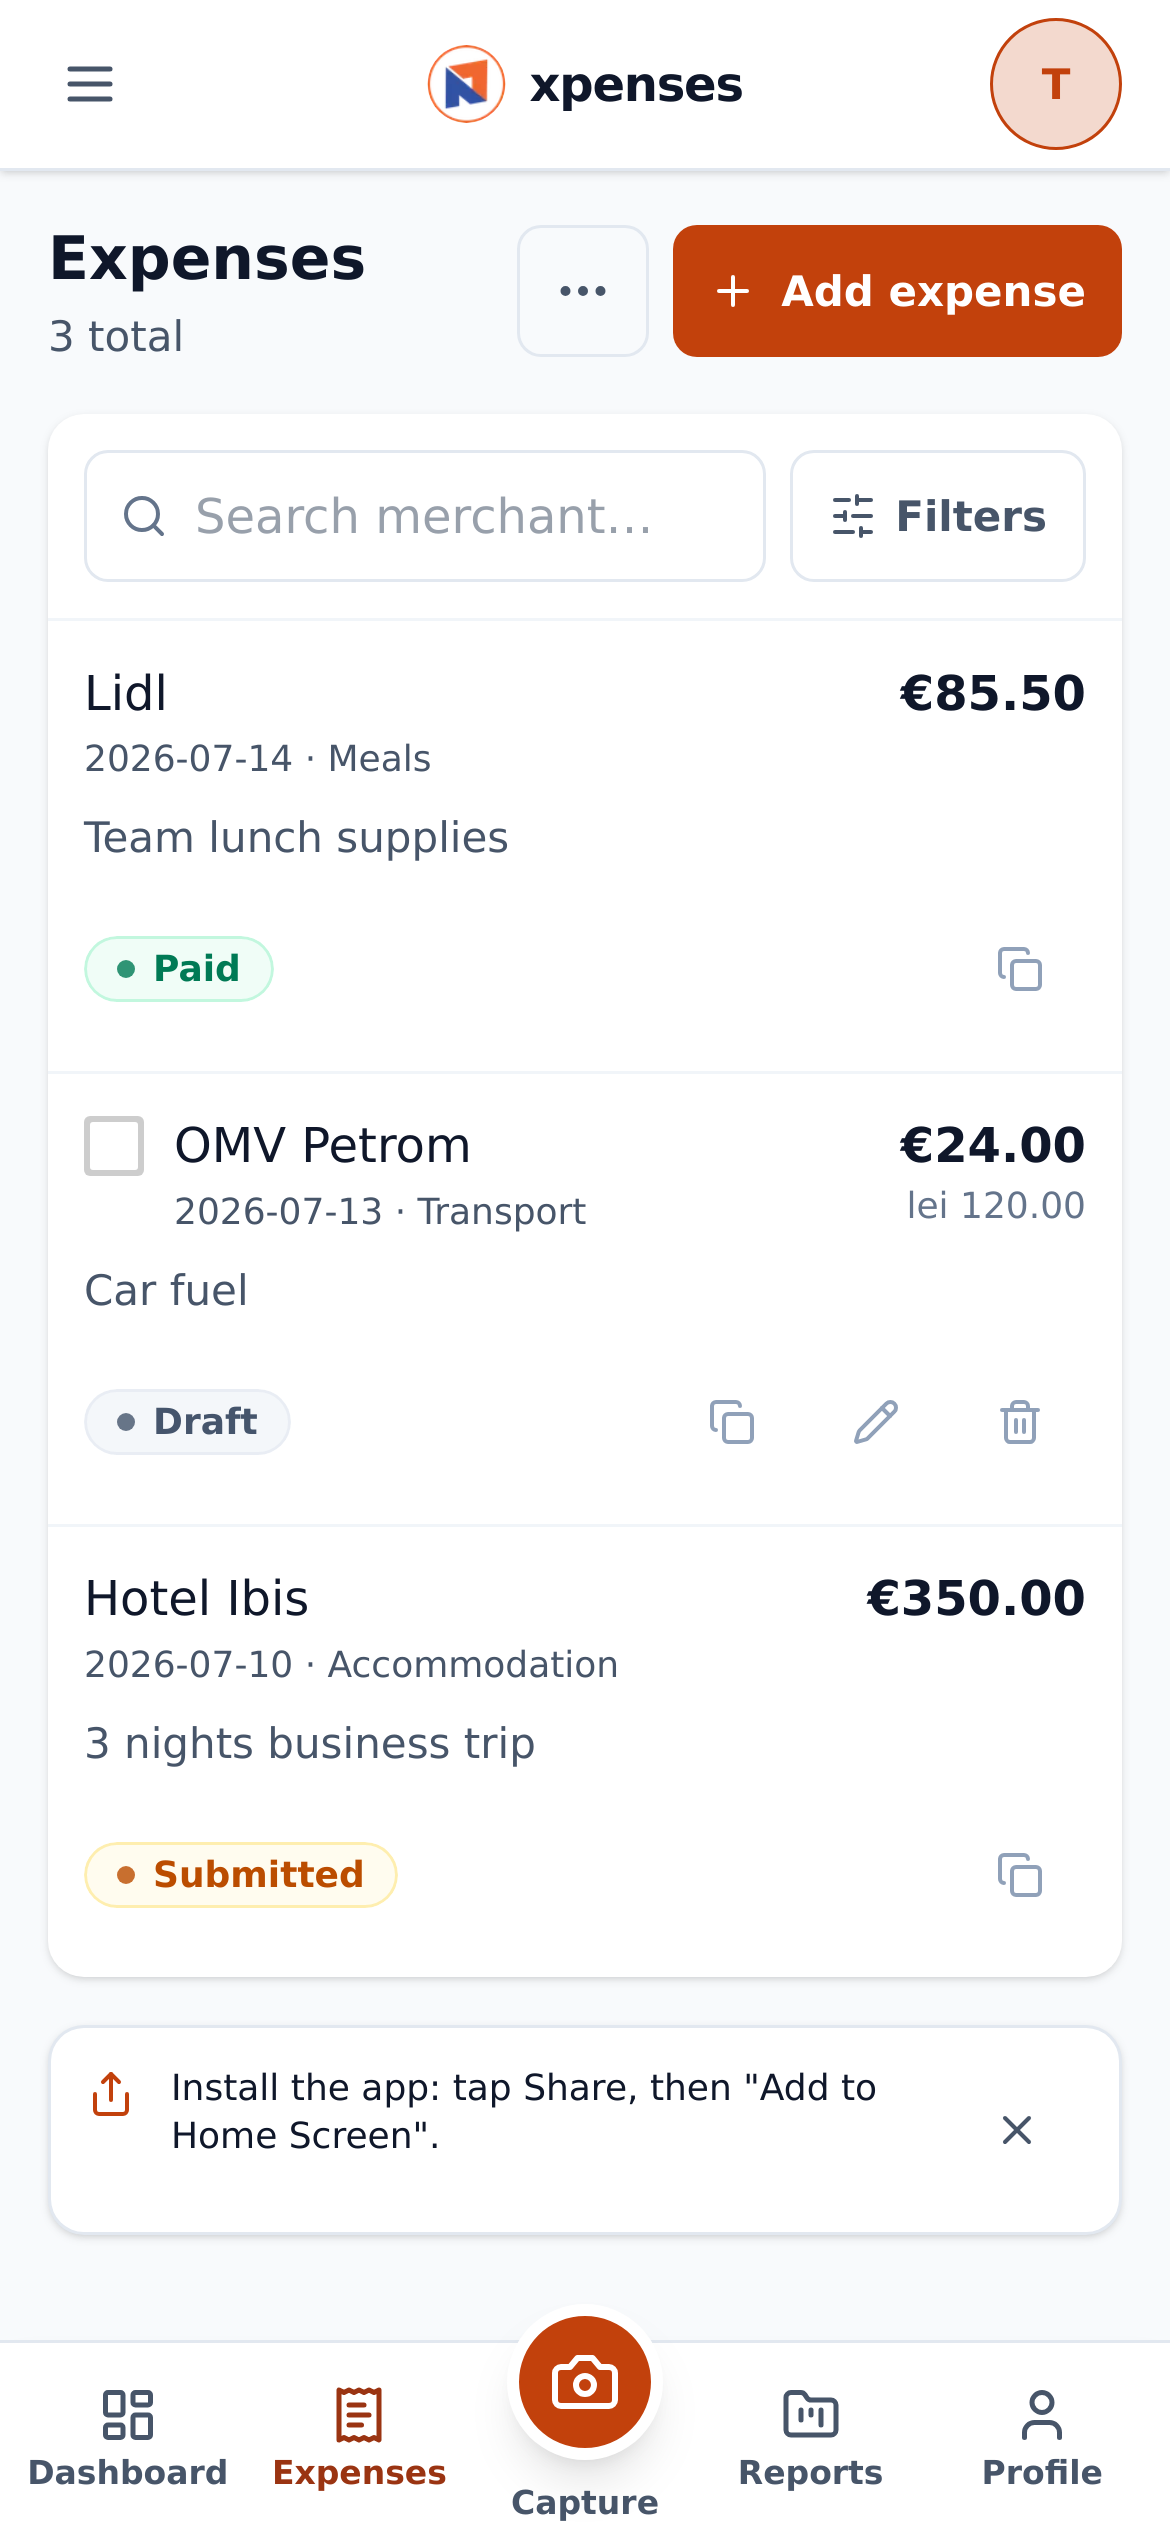 xpenses
T
Expenses
3 total
Add expense
Search merchant...
Filters
Lidl
€85.50
2026-07-14 · Meals
Team lunch supplies
Paid
OMV Petrom
€24.00
2026-07-13 · Transport
lei 120.00
Car fuel
Draft
Hotel Ibis
€350.00
2026-07-10 · Accommodation
3 nights business trip
Submitted
Install the app: tap Share, then "Add to
Home Screen".
Dashboard
Expenses
Capture
Reports
Profile